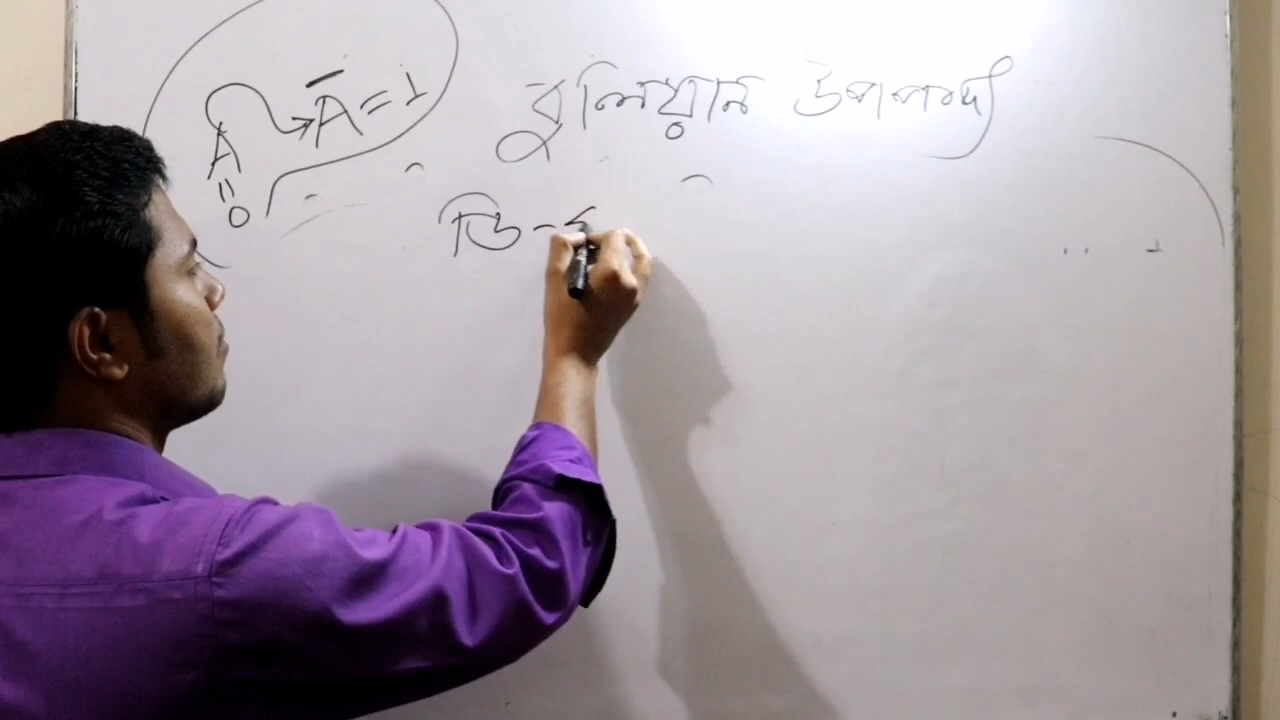 A̅ = 1
A
=
0
বুলিয়ান উপপাদ্য
ডি-